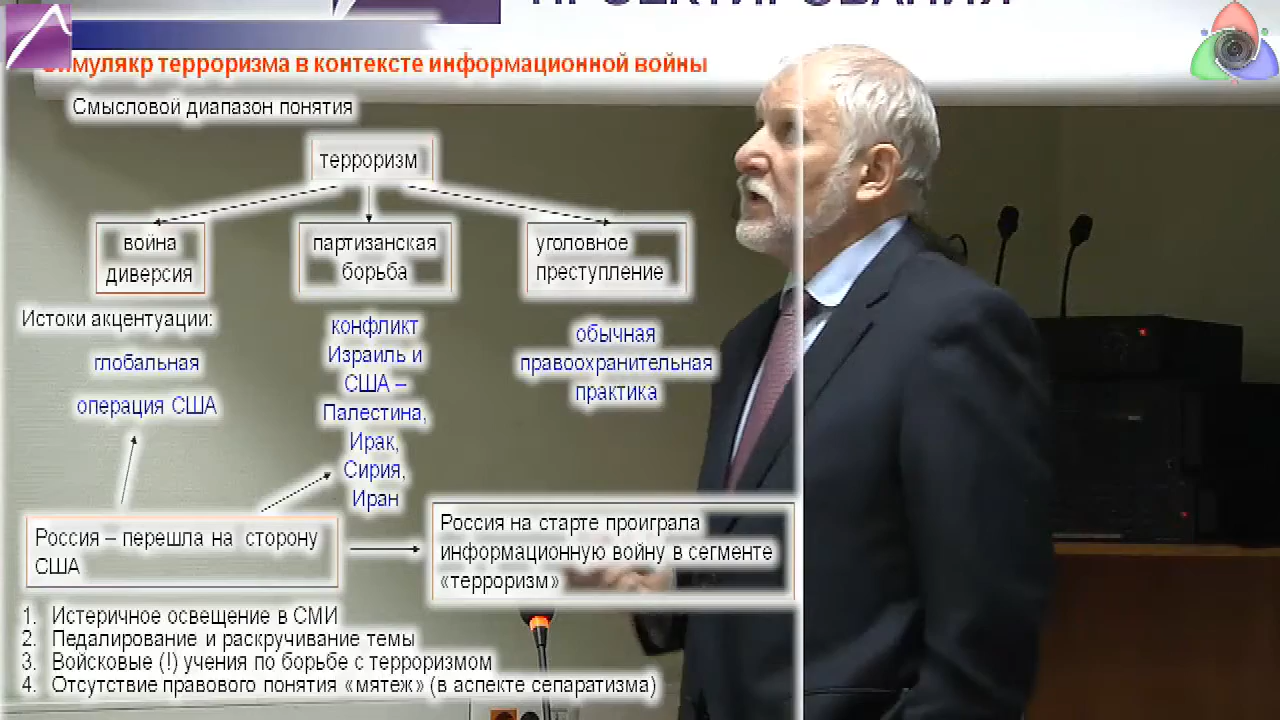 ПРОЕКТИРОВАНИЯ
Симулякр терроризма в контексте информационной войны
Смысловой диапазон понятия
терроризм
война
диверсия
партизанская
борьба
уголовное
преступление
Истоки акцентуации:
глобальная
операция США
конфликт
Израиль и
США –
Палестина,
Ирак,
Сирия,
Иран
обычная
правоохранительная
практика
Россия – перешла на сторону
США
Россия на старте проиграла
информационную войну в сегменте
«терроризм»
1. Истеричное освещение в СМИ
2. Педалирование и раскручивание темы
3. Войсковые (!) учения по борьбе с терроризмом
4. Отсутствие правового понятия «мятеж» (в аспекте сепаратизма)